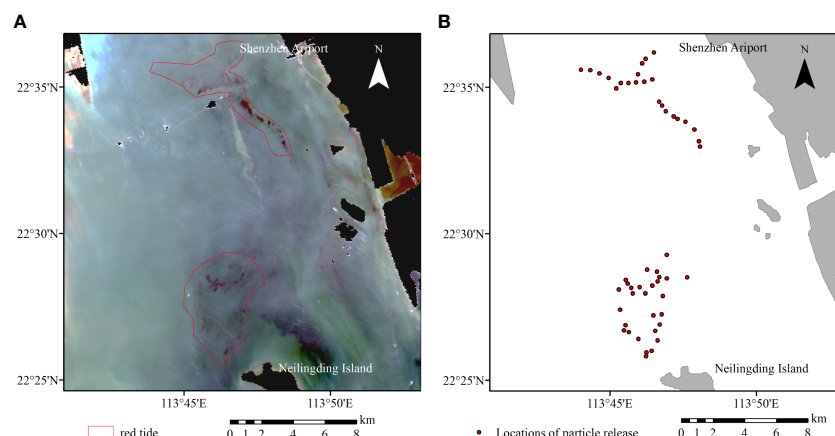 A
B
Shenzhen Ariport
N
22°35'N
22°30'N
22°25'N
Neilingding Island
113°45'E
113°50'E
red tide
0 1 2 4 6 8
km
Shenzhen Ariport
N
22°35'N
22°30'N
22°25'N
Neilingding Island
113°45'E
113°50'E
Locations of particle release
0 1 2 4 6 8
km